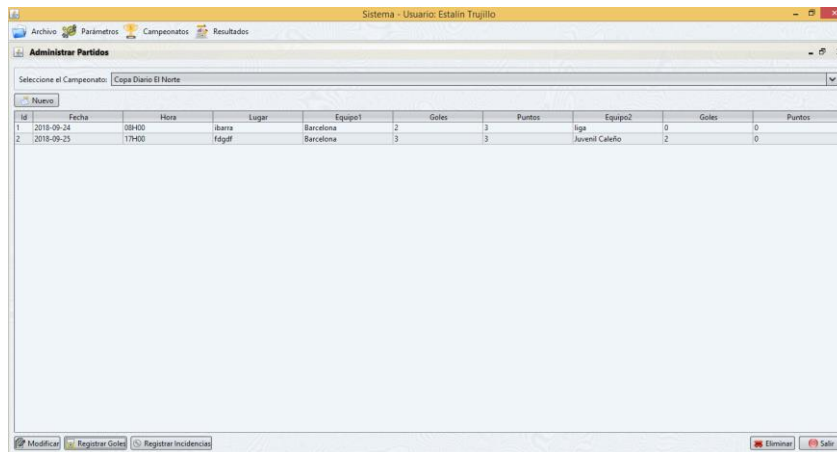 Sistema - Usuario: Estalin Trujillo
Archivo Parámetros Campeonatos Resultados
Administrar Partidos
Seleccione el Campeonato: Copa Diario El Norte
Nuevo
Id Fecha Hora Lugar Equipo1 Goles Puntos Equipo2 Goles Puntos
1 2018-09-24 08H00 ibarra Barcelona 2 3 liga 0 0
2 2018-09-25 17H00 fdgdf Barcelona 3 3 Juvenil Caleño 2 0
Modificar Registrar Goles Registrar Incidencias Eliminar Salir